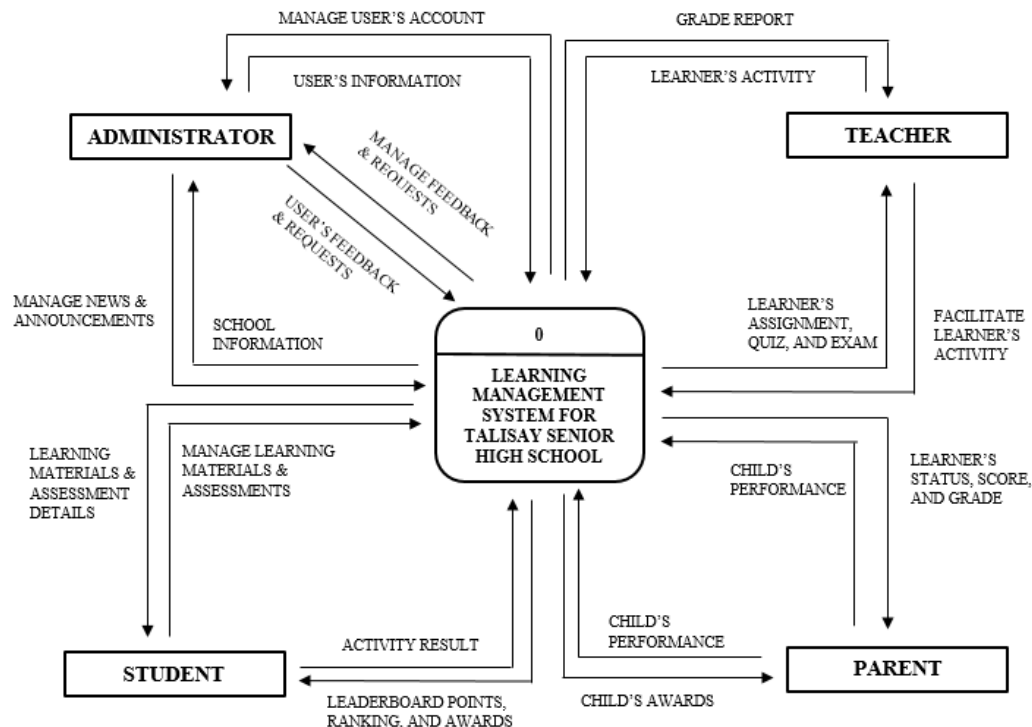 MANAGE USER'S ACCOUNT
GRADE REPORT
USER'S INFORMATION
LEARNER'S ACTIVITY
ADMINISTRATOR
TEACHER
MANAGE FEEDBACK
& REQUESTS
USER'S FEEDBACK
& REQUESTS
MANAGE NEWS &
ANNOUNCEMENTS
SCHOOL
INFORMATION
0
LEARNING
MANAGEMENT
SYSTEM FOR
TALISAY SENIOR
HIGH SCHOOL
LEARNER'S
ASSIGNMENT,
QUIZ, AND EXAM
FACILITATE
LEARNER'S
ACTIVITY
LEARNING
MATERIALS &
ASSESSMENT
DETAILS
MANAGE LEARNING
MATERIALS &
ASSESSMENTS
CHILD'S
PERFORMANCE
LEARNER'S
STATUS, SCORE,
AND GRADE
STUDENT
ACTIVITY RESULT
LEADERBOARD POINTS,
RANKING, AND AWARDS
CHILD'S
PERFORMANCE
CHILD'S AWARDS
PARENT